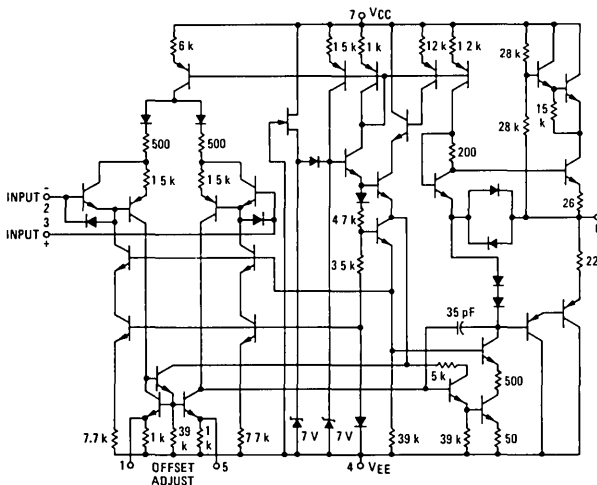 7 VCC
6 k
1 5 k
1 k
12 k
1 2 k
28 k
15
k
500
500
28 k
200
1 5 k
1 5 k
INPUT -
2
3
INPUT +
26
4 7 k
3 5 k
22
35 pF
5 k
500
7.7 k
1 k
39
k
1
k
7 7 k
7 V
7 V
39 k
39 k
50
1
OFFSET
ADJUST
5
4 VEE